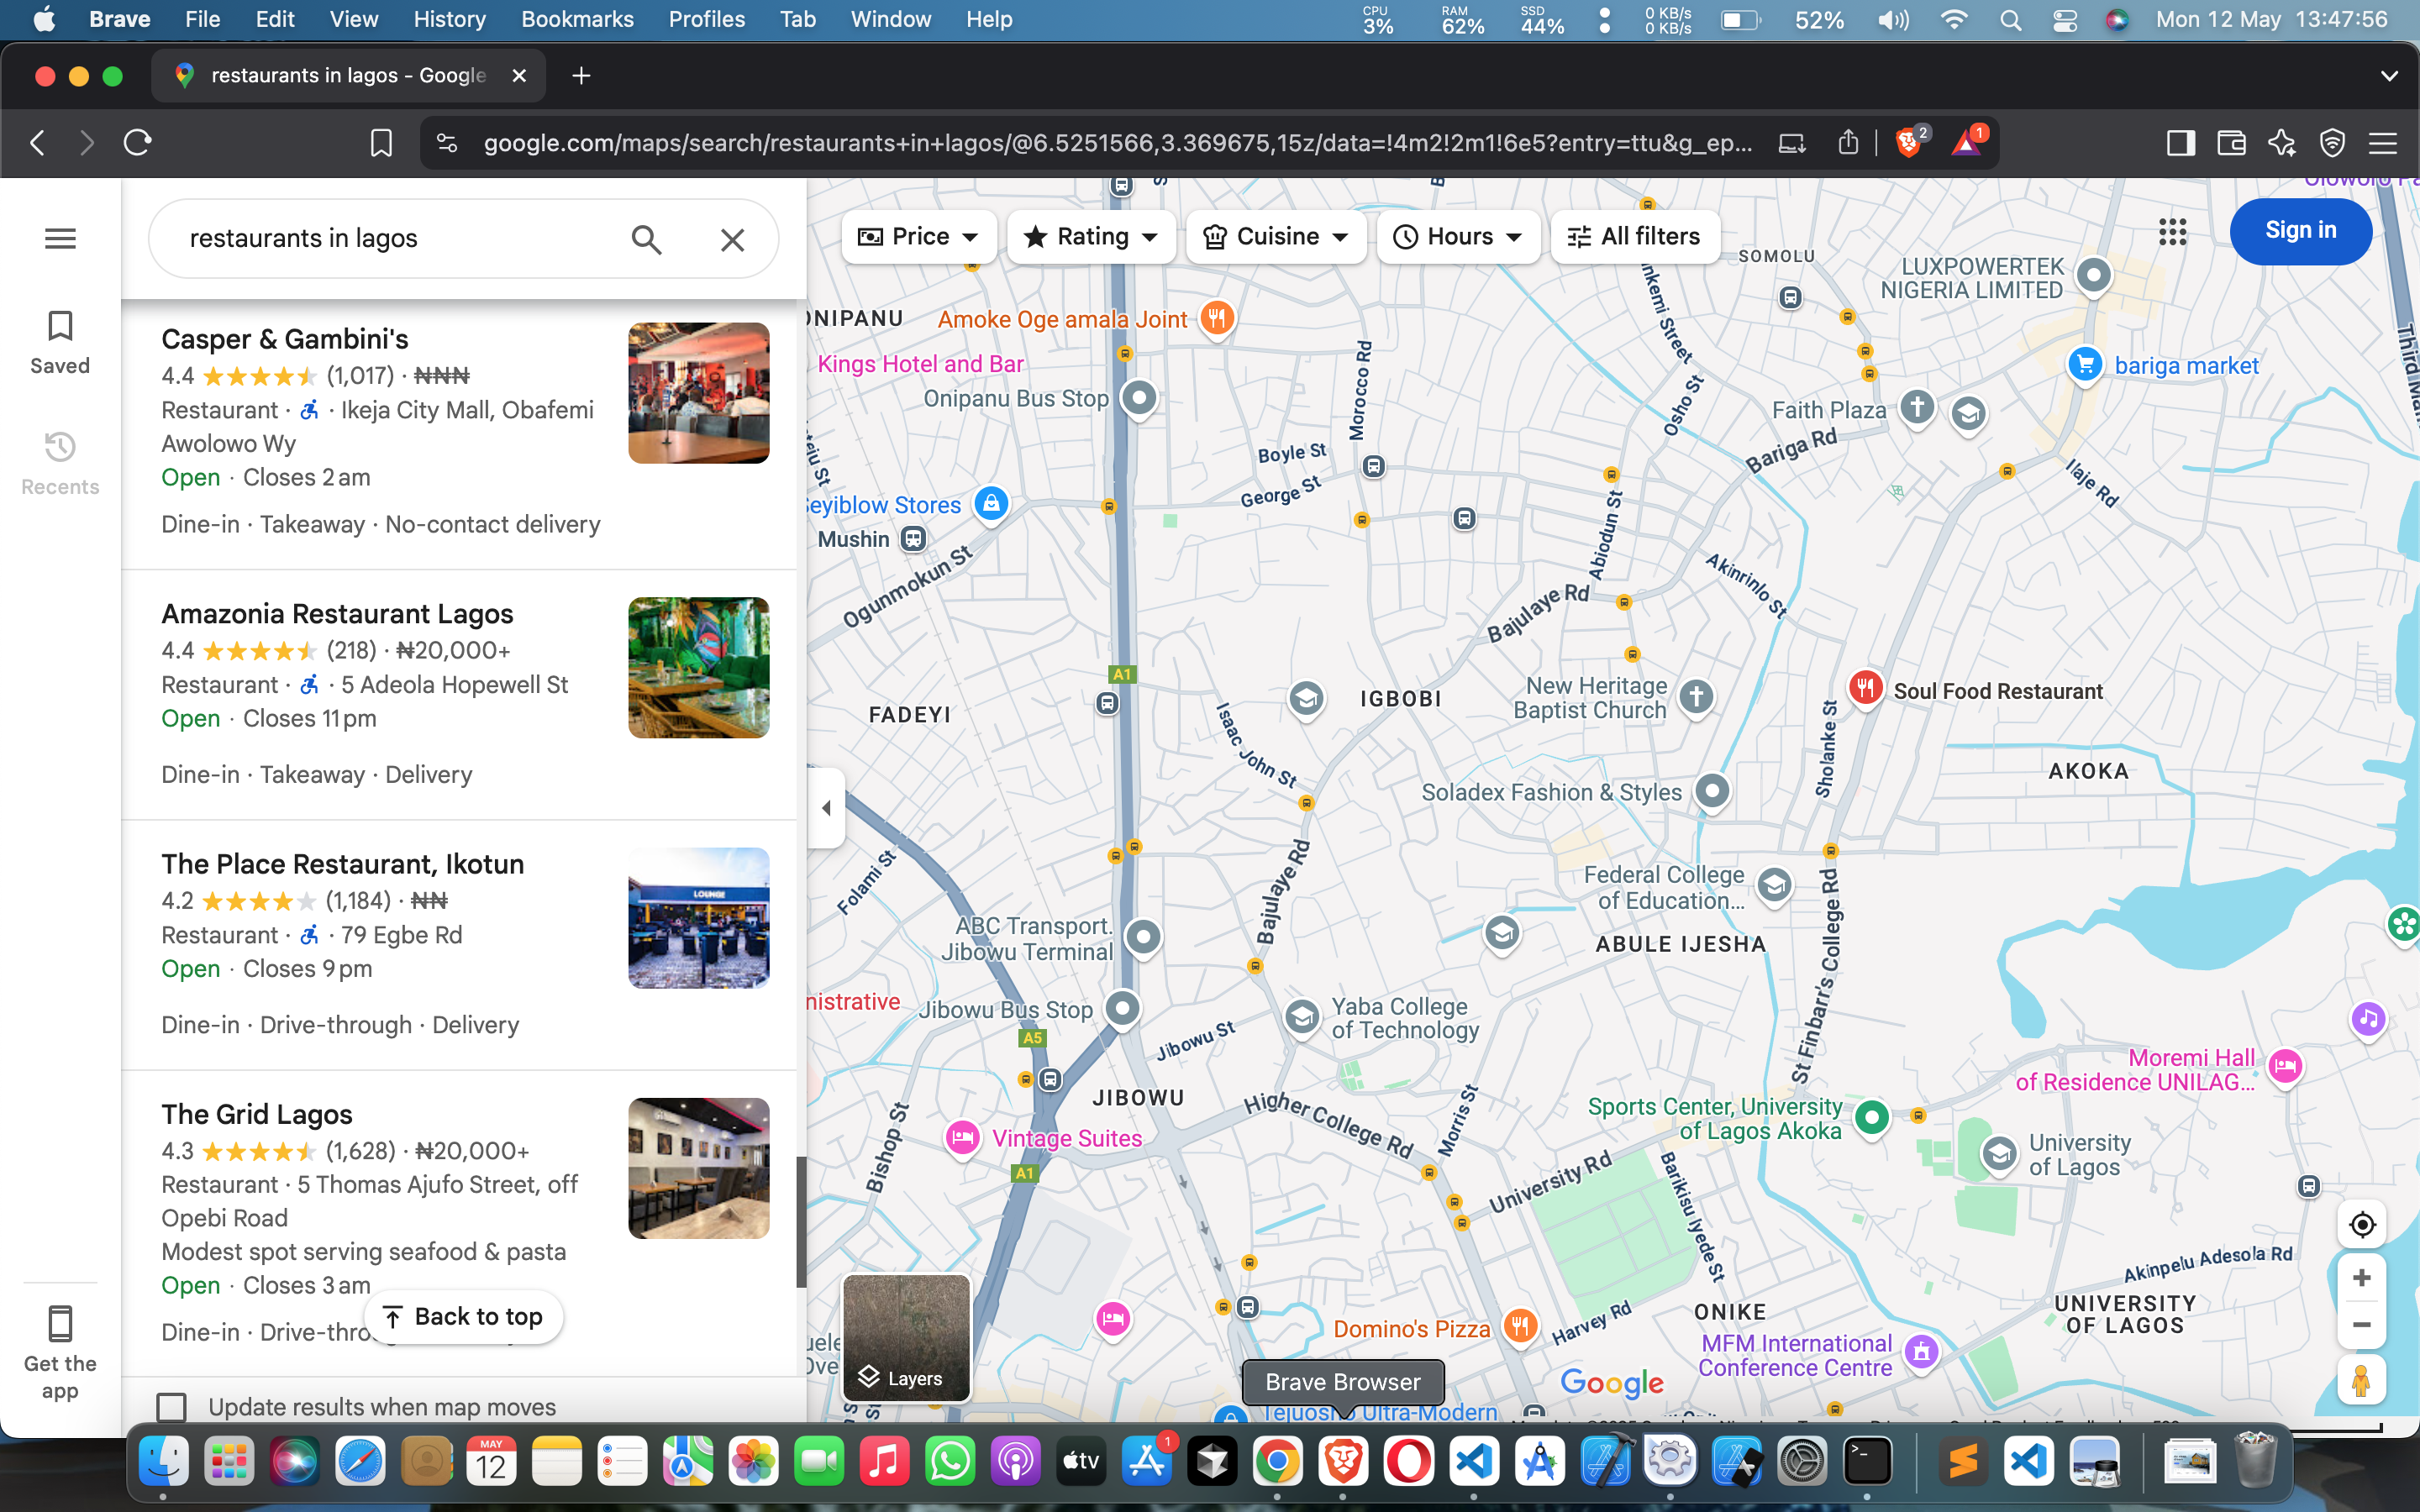 Brave File Edit View History Bookmarks Profiles Tab Window Help
CPU 3% RAM 62% SSD 44% 0 KB/s 0 KB/s 52% Mon 12 May 13:47:56
restaurants in lagos - Google
google.com/maps/search/restaurants+in+lagos/@6.5251566,3.369675,15z/data=!4m2!2m1!6e5?entry=ttu&g_ep...
2
1
restaurants in lagos
Saved
Recents
Get the
app
Price
Rating
Cuisine
Hours
All filters
Sign in
Casper & Gambini's
4.4 (1,017) · ₦₦₦
Restaurant · · Ikeja City Mall, Obafemi
Awolowo Wy
Open · Closes 2 am
Dine-in · Takeaway · No-contact delivery
Amazonia Restaurant Lagos
4.4 (218) · ₦20,000+
Restaurant · · 5 Adeola Hopewell St
Open · Closes 11 pm
Dine-in · Takeaway · Delivery
The Place Restaurant, Ikotun
4.2 (1,184) · ₦₦
Restaurant · · 79 Egbe Rd
Open · Closes 9 pm
Dine-in · Drive-through · Delivery
LOUNGE
The Grid Lagos
4.3 (1,628) · ₦20,000+
Restaurant · 5 Thomas Ajufo Street, off
Opebi Road
Modest spot serving seafood & pasta
Open · Closes 3 am
Dine-in · Drive-thro
Back to top
Update results when map moves
SOMOLU
LUXPOWERTEK
NIGERIA LIMITED
ONIPANU
Amoke Oge amala Joint
Kings Hotel and Bar
Onipanu Bus Stop
Morocco Rd
Osho St
Faith Plaza
bariga market
Bariga Rd
Ilaje Rd
Boyle St
George St
Seyiblow Stores
Mushin
Ogunmokun St
Abiodun St
Akinrinlo St
Bajulaye Rd
A1
FADEYI
Isaac John St
IGBOBI
New Heritage
Baptist Church
Soul Food Restaurant
Sholanke St
AKOKA
Soladex Fashion & Styles
Folami St
Bajulaye Rd
Federal College
of Education...
ABULE IJESHA
ABC Transport.
Jibowu Terminal
St Finbarr's College Rd
nistrative
Jibowu Bus Stop
A5
Jibowu St
Yaba College
of Technology
Moremi Hall
of Residence UNILAG...
JIBOWU
Higher College Rd
Morris St
Sports Center, University
of Lagos Akoka
University
of Lagos
Bishop St
Vintage Suites
A1
University Rd
Barikisu Iyede St
Akinpelu Adesola Rd
UNIVERSITY
OF LAGOS
ONIKE
Harvey Rd
Domino's Pizza
MFM International
Conference Centre
Layers
Google
Brave Browser
Tejuosho Ultra-Modern
MAY
12
tv
1